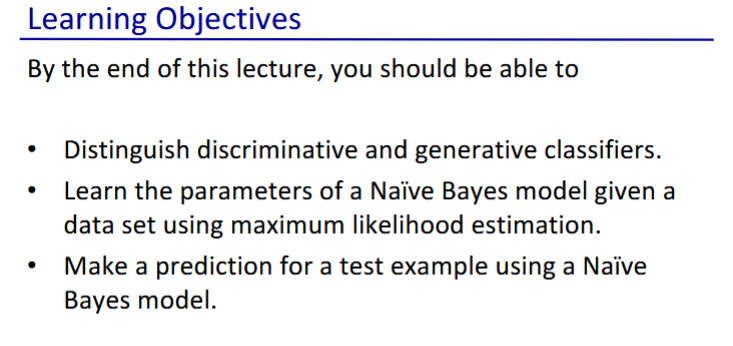 Learning Objectives
By the end of this lecture, you should be able to
• Distinguish discriminative and generative classifiers.
• Learn the parameters of a Naïve Bayes model given a
data set using maximum likelihood estimation.
• Make a prediction for a test example using a Naïve
Bayes model.